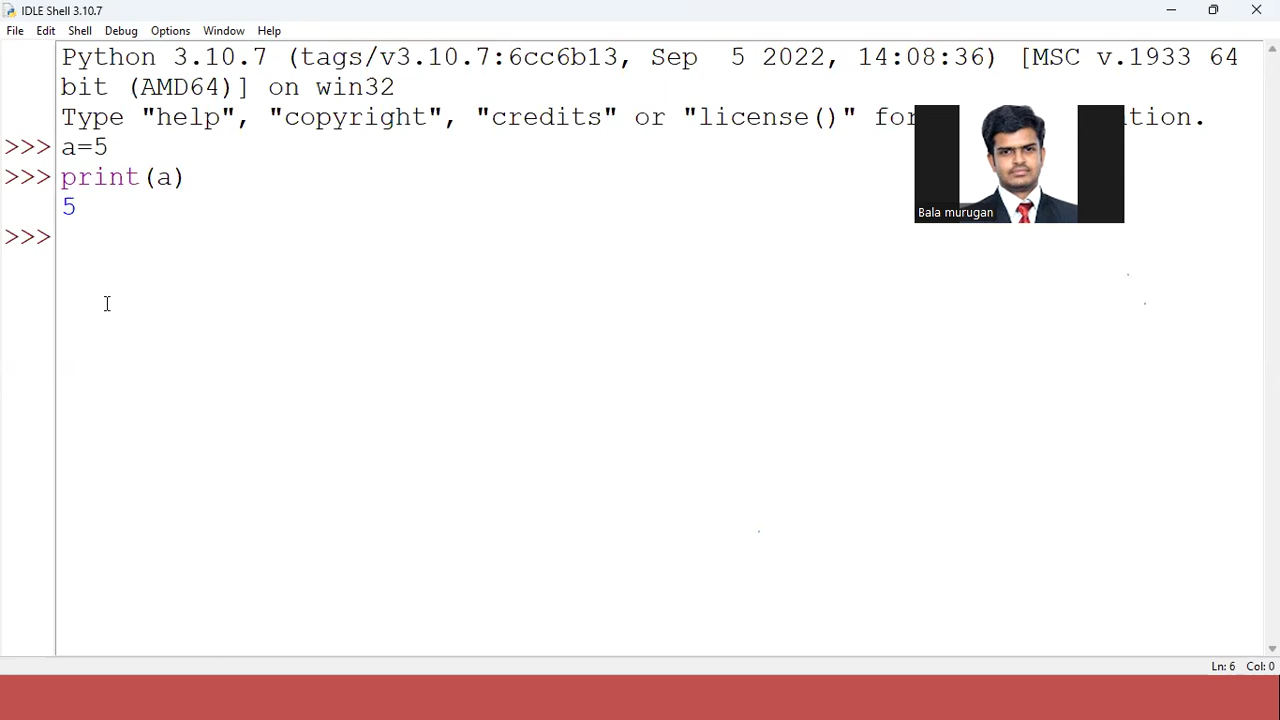 IDLE Shell 3.10.7
File Edit Shell Debug Options Window Help
Python 3.10.7 (tags/v3.10.7:6cc6b13, Sep  5 2022, 14:08:36) [MSC v.1933 64
bit (AMD64)] on win32
Type "help", "copyright", "credits" or "license()" for
>>> a=5
>>> print(a)
5
>>>
Bala murugan
Ln: 6 Col: 0